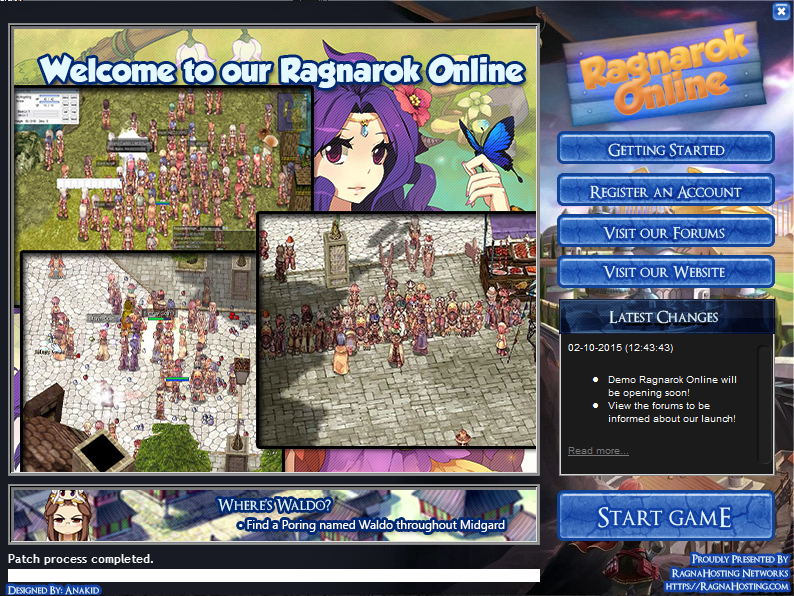 Welcome to our Ragnarok Online
Ragnarok
Online
Getting Started
Register an Account
Visit our Forums
Visit our Website
Latest Changes
02-10-2015 (12:43:43)
• Demo Ragnarok Online will
be opening soon!
• View the forums to be
informed about our launch!
Read more...
Where's Waldo?
• Find a Poring named Waldo throughout Midgard
Start game
Patch process completed.
Proudly Presented By
RagnaHosting Networks
https://RagnaHosting.com
Designed By: Anakid